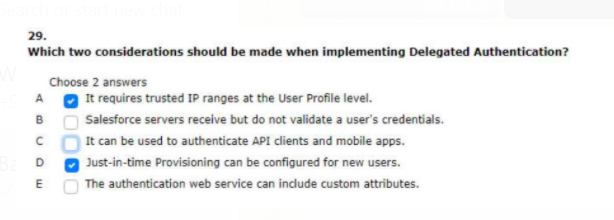 29.
Which two considerations should be made when implementing Delegated Authentication?
Choose 2 answers
A It requires trusted IP ranges at the User Profile level.
B Salesforce servers receive but do not validate a user's credentials.
C It can be used to authenticate API clients and mobile apps.
D Just-in-time Provisioning can be configured for new users.
E The authentication web service can include custom attributes.